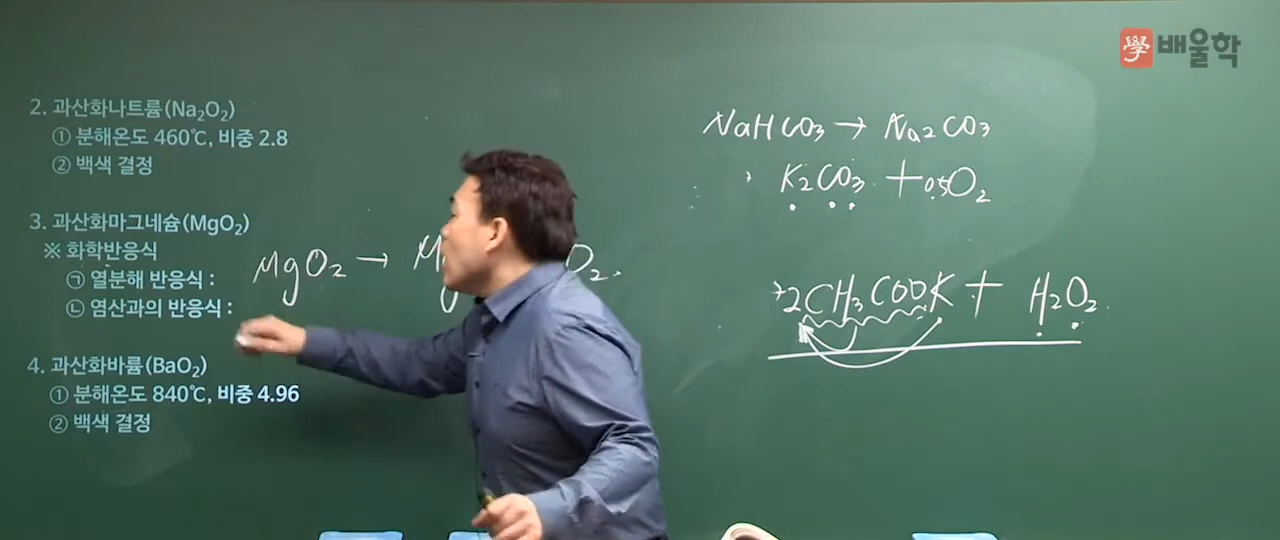 學 배울학
2. 과산화나트륨(Na₂O₂)
① 분해온도 460℃, 비중 2.8
② 백색 결정
3. 과산화마그네슘(MgO₂)
※ 화학반응식
㉠ 열분해 반응식 :
㉡ 염산과의 반응식 :
4. 과산화바륨(BaO₂)
① 분해온도 840℃, 비중 4.96
② 백색 결정
MgO₂ → M O₂.
NaHCO₃ → Na₂CO₃
K₂CO₃ + 0.5O₂
→2CH₃COOK + H₂O₂.